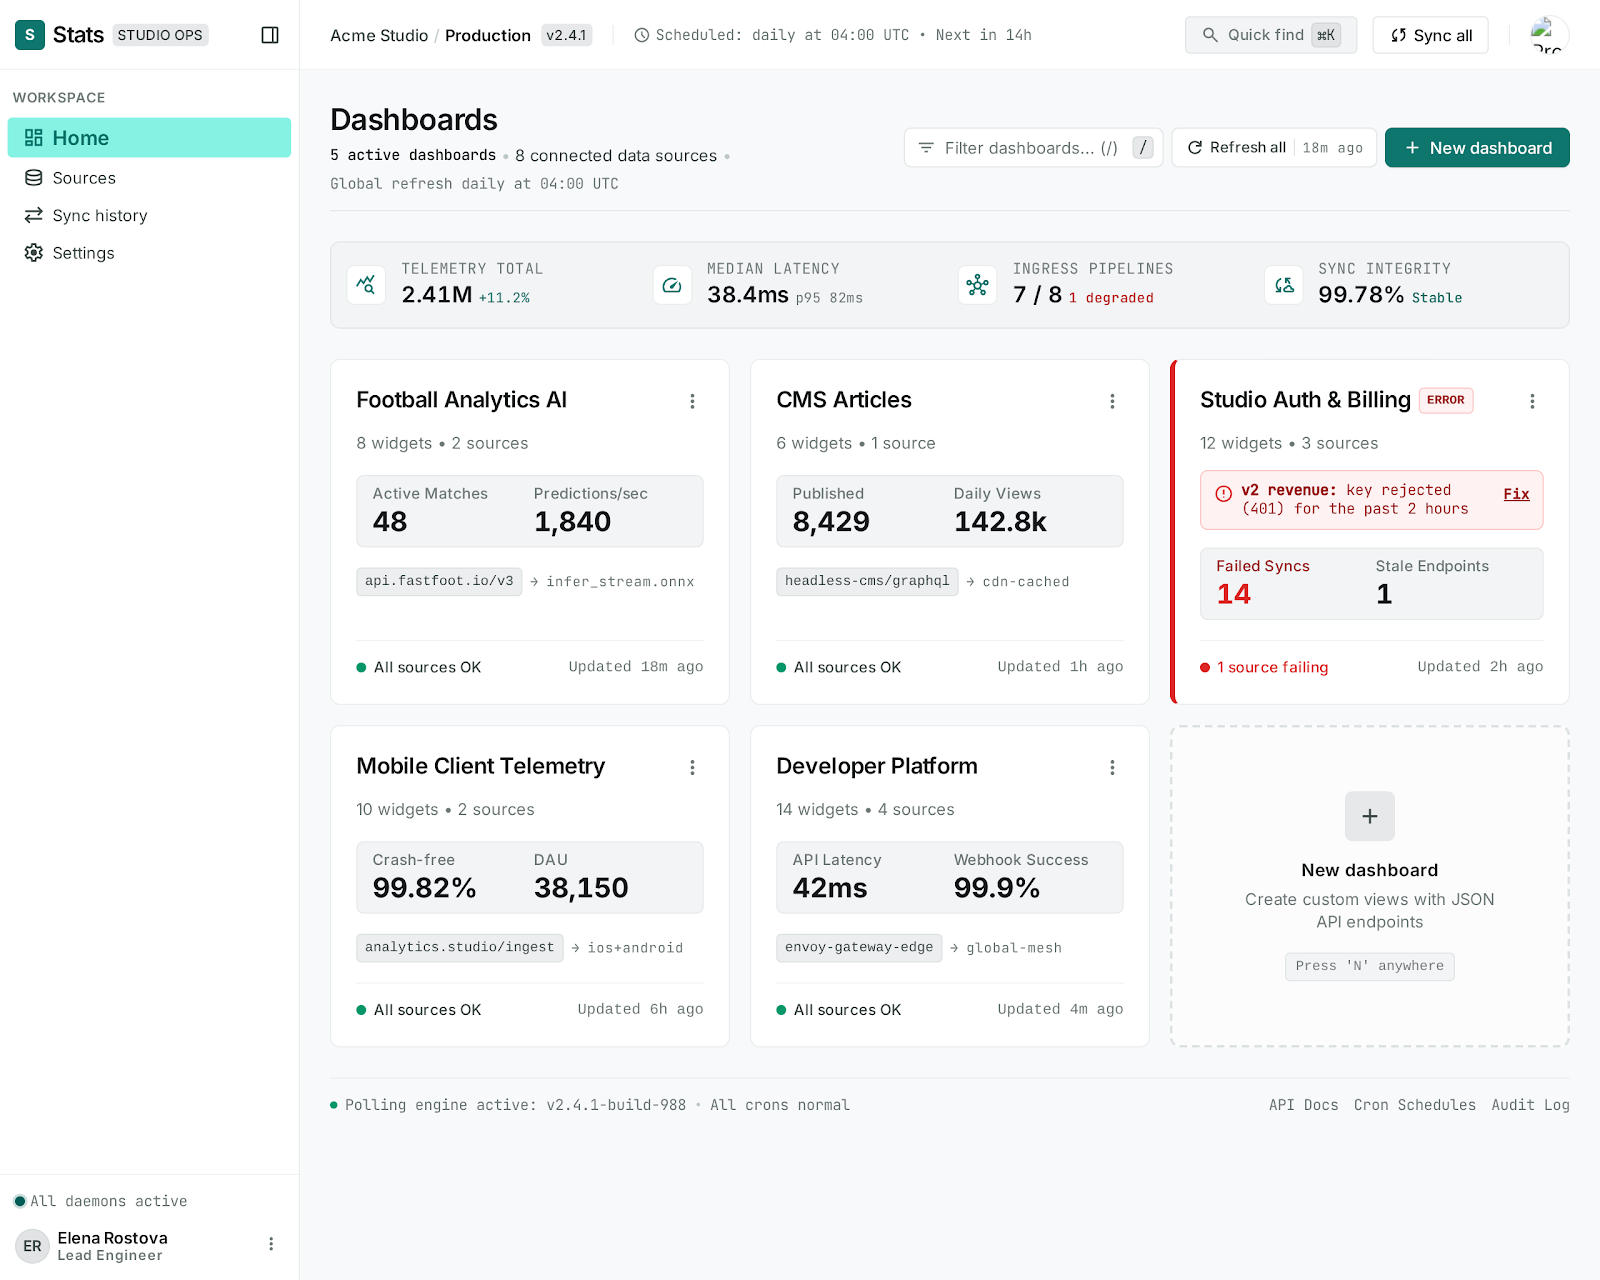 S Stats STUDIO OPS
Acme Studio / Production v2.4.1
Scheduled: daily at 04:00 UTC • Next in 14h
Quick find ⌘K
Sync all
WORKSPACE
Home
Sources
Sync history
Settings
Dashboards
5 active dashboards • 8 connected data sources •
Global refresh daily at 04:00 UTC
Filter dashboards... (/) /
Refresh all 18m ago
+ New dashboard
TELEMETRY TOTAL
2.41M +11.2%
MEDIAN LATENCY
38.4ms p95 82ms
INGRESS PIPELINES
7 / 8 1 degraded
SYNC INTEGRITY
99.78% Stable
Football Analytics AI
8 widgets • 2 sources
Active Matches Predictions/sec
48 1,840
api.fastfoot.io/v3 → infer_stream.onnx
All sources OK Updated 18m ago
CMS Articles
6 widgets • 1 source
Published Daily Views
8,429 142.8k
headless-cms/graphql → cdn-cached
All sources OK Updated 1h ago
Studio Auth & Billing ERROR
12 widgets • 3 sources
v2 revenue: key rejected Fix
(401) for the past 2 hours
Failed Syncs Stale Endpoints
14 1
1 source failing Updated 2h ago
Mobile Client Telemetry
10 widgets • 2 sources
Crash-free DAU
99.82% 38,150
analytics.studio/ingest → ios+android
All sources OK Updated 6h ago
Developer Platform
14 widgets • 4 sources
API Latency Webhook Success
42ms 99.9%
envoy-gateway-edge → global-mesh
All sources OK Updated 4m ago
+
New dashboard
Create custom views with JSON
API endpoints
Press 'N' anywhere
Polling engine active: v2.4.1-build-988 • All crons normal
API Docs Cron Schedules Audit Log
All daemons active
ER Elena Rostova
Lead Engineer